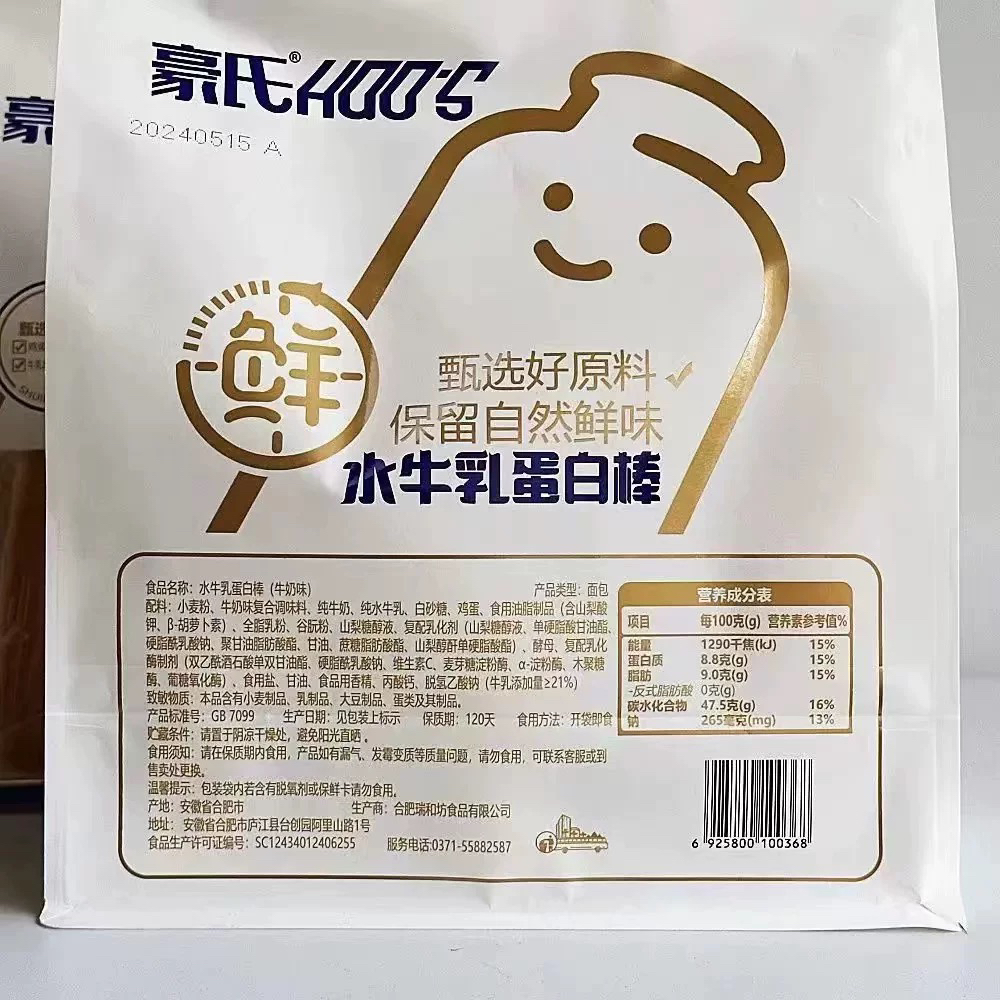 豪氏®HOO'S
20240515 A
鲜
甄选好原料
保留自然鲜味
水牛乳蛋白棒
食品名称：水牛乳蛋白棒（牛奶味） 产品类型：面包
配料：小麦粉、牛奶味复合调味料、纯牛奶、纯水牛乳、白砂糖、鸡蛋、食用油脂制品（含山梨酸
钾、β-胡萝卜素）、全脂乳粉、谷朊粉、山梨糖醇液、复配乳化剂（山梨糖醇液、单硬脂酸甘油酯、
硬脂酰乳酸钠、聚甘油脂肪酸酯、甘油、蔗糖脂肪酸酯、山梨醇酐单硬脂酸酯）、酵母、复配乳化
酶制剂（双乙酰酒石酸单双甘油酯、硬脂酰乳酸钠、维生素C、麦芽糖淀粉酶、α-淀粉酶、木聚糖
酶、葡糖氧化酶）、食用盐、甘油、食品用香精、丙酸钙、脱氢乙酸钠（牛乳添加量≥21%）
致敏物质：本品含有小麦制品、乳制品、大豆制品、蛋类及其制品。
产品标准号：GB 7099 生产日期：见包装上标示 保质期：120天 食用方法：开袋即食
贮藏条件：请置于阴凉干燥处，避免阳光直晒。
食用须知：请在保质期内食用，产品如有漏气、发霉变质等质量问题，请勿食用，可联系客服或到
售卖处更换。
温馨提示：包装袋内若含有脱氧剂或保鲜卡请勿食用。
产地：安徽省合肥市 生产商：合肥瑞和坊食品有限公司
地址：安徽省合肥市庐江县台创园阿里山路1号
食品生产许可证编号：SC12434012406255 服务电话:0371-55882587
营养成分表
项目 每100克(g) 营养素参考值%
能量 1290千焦(kJ) 15%
蛋白质 8.8克(g) 15%
脂肪 9.0克(g) 15%
-反式脂肪酸 0克(g)
碳水化合物 47.5克(g) 16%
钠 265毫克(mg) 13%
6 925800 100368
豪
甄选